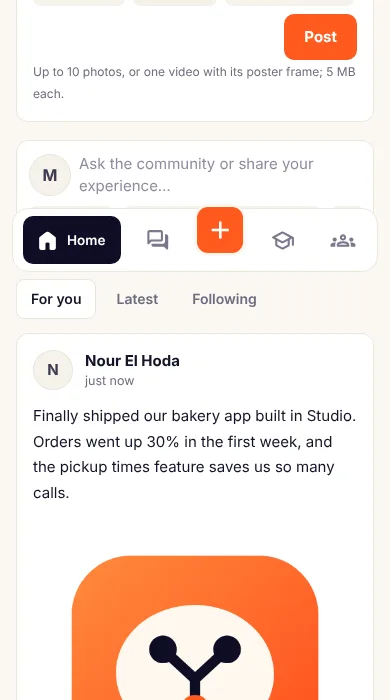 Post
Up to 10 photos, or one video with its poster frame; 5 MB
each.
M
Ask the community or share your
experience...
Home
For you
Latest
Following
N
Nour El Hoda
just now
Finally shipped our bakery app built in Studio.
Orders went up 30% in the first week, and
the pickup times feature saves us so many
calls.